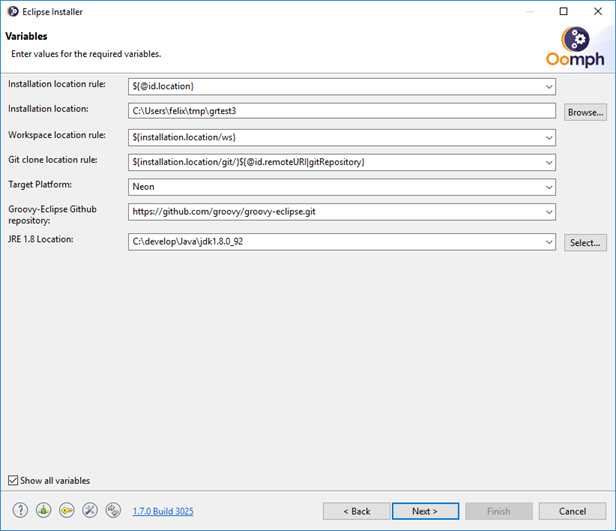 Eclipse Installer
Variables
Enter values for the required variables.
Oomph
Installation location rule: ${@id.location}
Installation location: C:\Users\felix\tmp\grtest3 Browse...
Workspace location rule: ${installation.location/ws}
Git clone location rule: ${installation.location/git/}${@id.remoteURI|gitRepository}
Target Platform: Neon
Groovy-Eclipse Github https://github.com/groovy/groovy-eclipse.git
repository:
JRE 1.8 Location: C:\develop\Java\jdk1.8.0_92 Select...
Show all variables
? 1.7.0 Build 3025 < Back Next > Finish Cancel